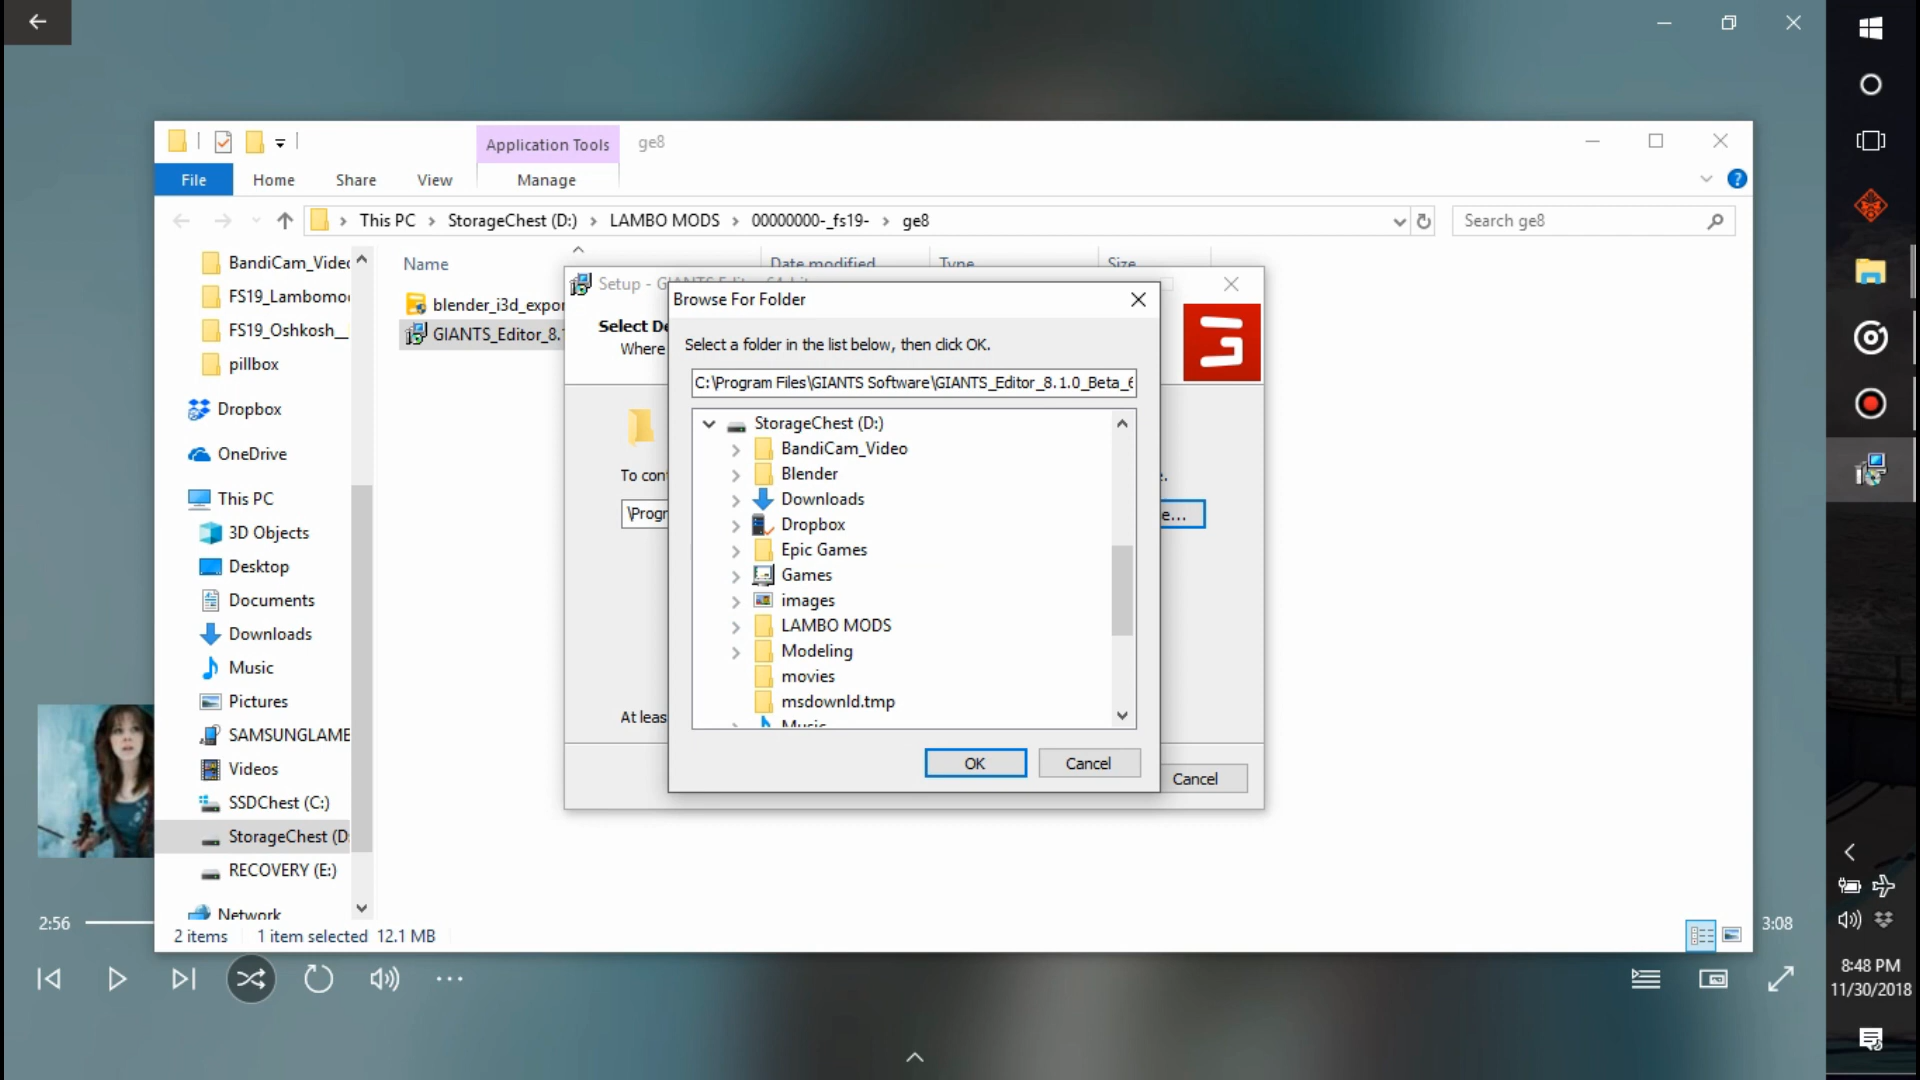 Application Tools
ge8
File
Home
Share
View
Manage
This PC
StorageChest (D:)
LAMBO MODS
00000000-_fs19-
ge8
Search ge8
Name
Date modified
Type
Size
BandiCam_Videc
FS19_Lambomo
FS19_Oshkosh__
pillbox
Dropbox
OneDrive
This PC
3D Objects
Desktop
Documents
Downloads
Music
Pictures
SAMSUNGLAME
Videos
SSDChest (C:)
StorageChest (D:
RECOVERY (E:)
Network
blender_i3d_expor
GIANTS_Editor_8.1
2 items
1 item selected
12.1 MB
Setup - GIANTS Editor 64-bit
Select De
Where
To cont
\Progr
e...
At leas
Cancel
Browse For Folder
Select a folder in the list below, then click OK.
C:\Program Files\GIANTS Software\GIANTS_Editor_8.1.0_Beta_6
StorageChest (D:)
BandiCam_Video
Blender
Downloads
Dropbox
Epic Games
Games
images
LAMBO MODS
Modeling
movies
msdownld.tmp
Music
OK
Cancel
2:56
3:08
8:48 PM
11/30/2018